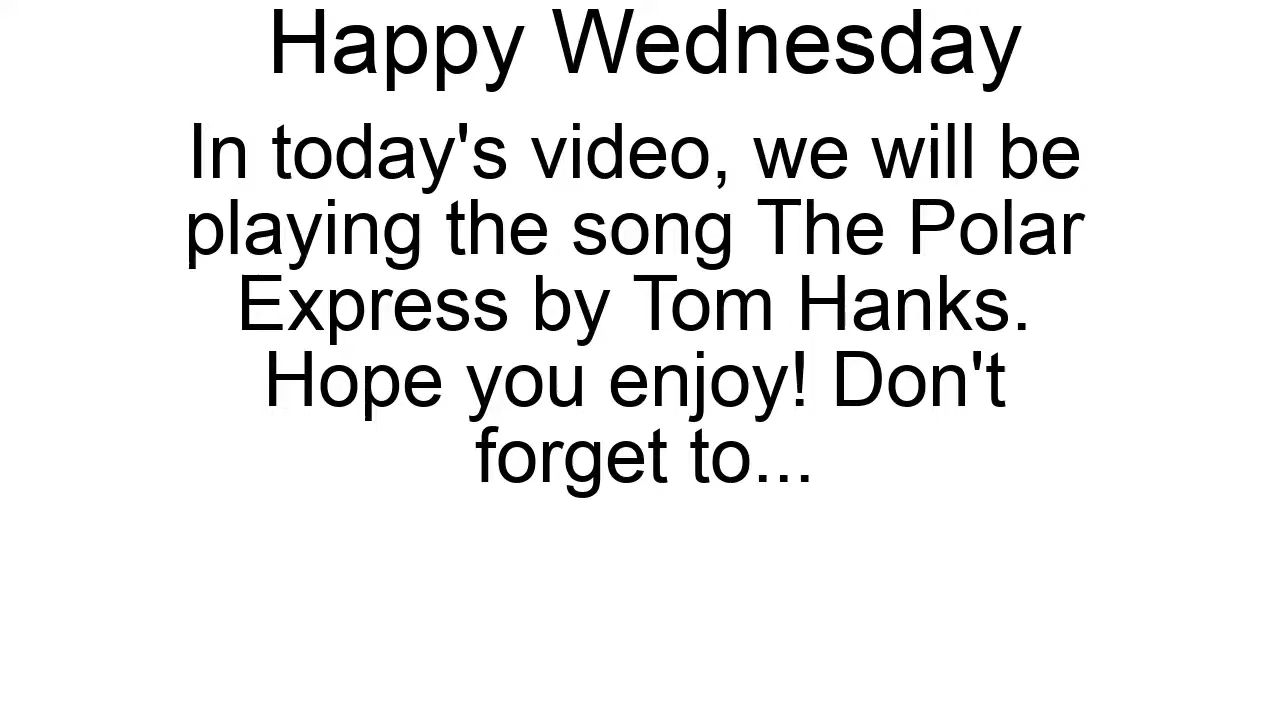 Happy Wednesday
In today's video, we will be
playing the song The Polar
Express by Tom Hanks.
Hope you enjoy! Don't
forget to...